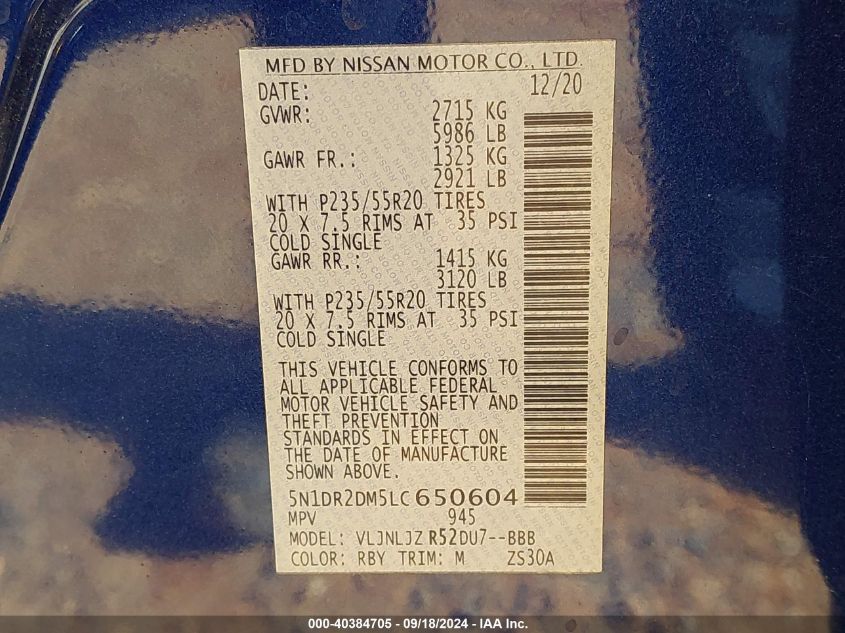 MFD BY NISSAN MOTOR CO., LTD.
DATE: 12/20
GVWR: 2715 KG
5986 LB
GAWR FR.: 1325 KG
2921 LB
WITH P235/55R20 TIRES
20 X 7.5 RIMS AT 35 PSI
COLD SINGLE
GAWR RR.: 1415 KG
3120 LB
WITH P235/55R20 TIRES
20 X 7.5 RIMS AT 35 PSI
COLD SINGLE
THIS VEHICLE CONFORMS TO
ALL APPLICABLE FEDERAL
MOTOR VEHICLE SAFETY AND
THEFT PREVENTION
STANDARDS IN EFFECT ON
THE DATE OF MANUFACTURE
SHOWN ABOVE.
5N1DR2DM5LC650604
MPV 945
MODEL: VLJNLJZ R52DU7--BBB
COLOR: RBY TRIM: M ZS30A
000-40384705 - 09/18/2024 - IAA Inc.